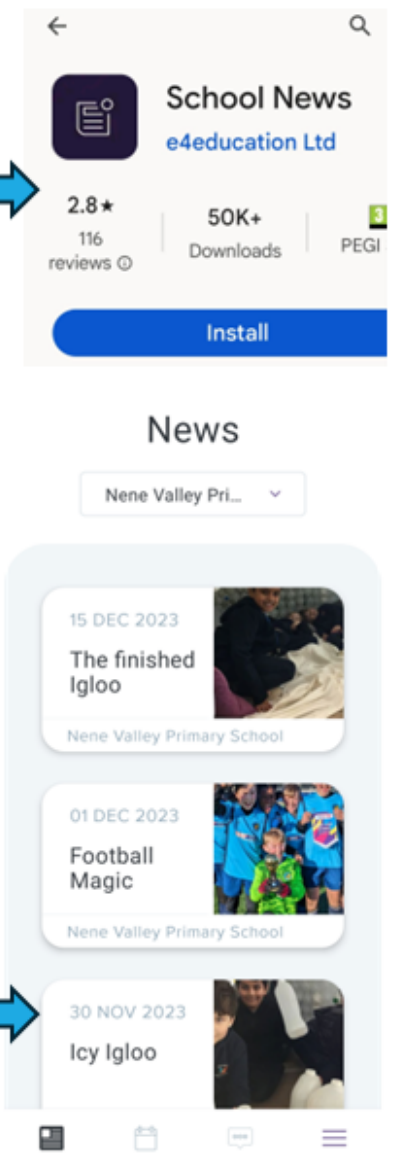 School News
e4education Ltd
2.8★
116
reviews
50K+
Downloads
3
PEGI
Install
News
Nene Valley Pri...
15 DEC 2023
The finished
Igloo
Nene Valley Primary School
01 DEC 2023
Football
Magic
Nene Valley Primary School
30 NOV 2023
Icy Igloo